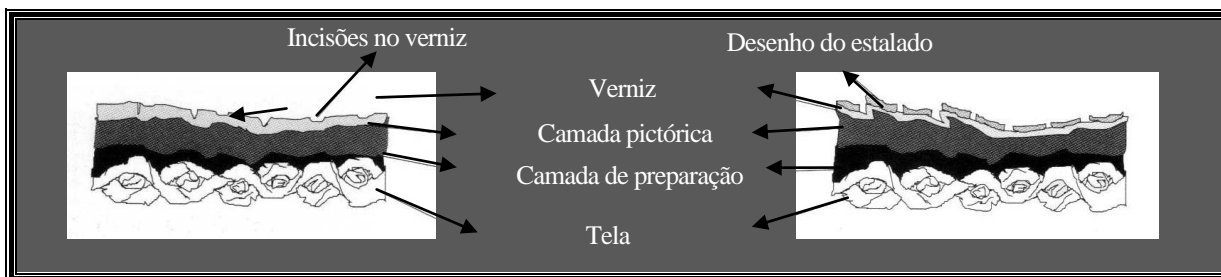 Incisões no verniz
Desenho do estalado
Verniz
Camada pictórica
Camada de preparação
Tela